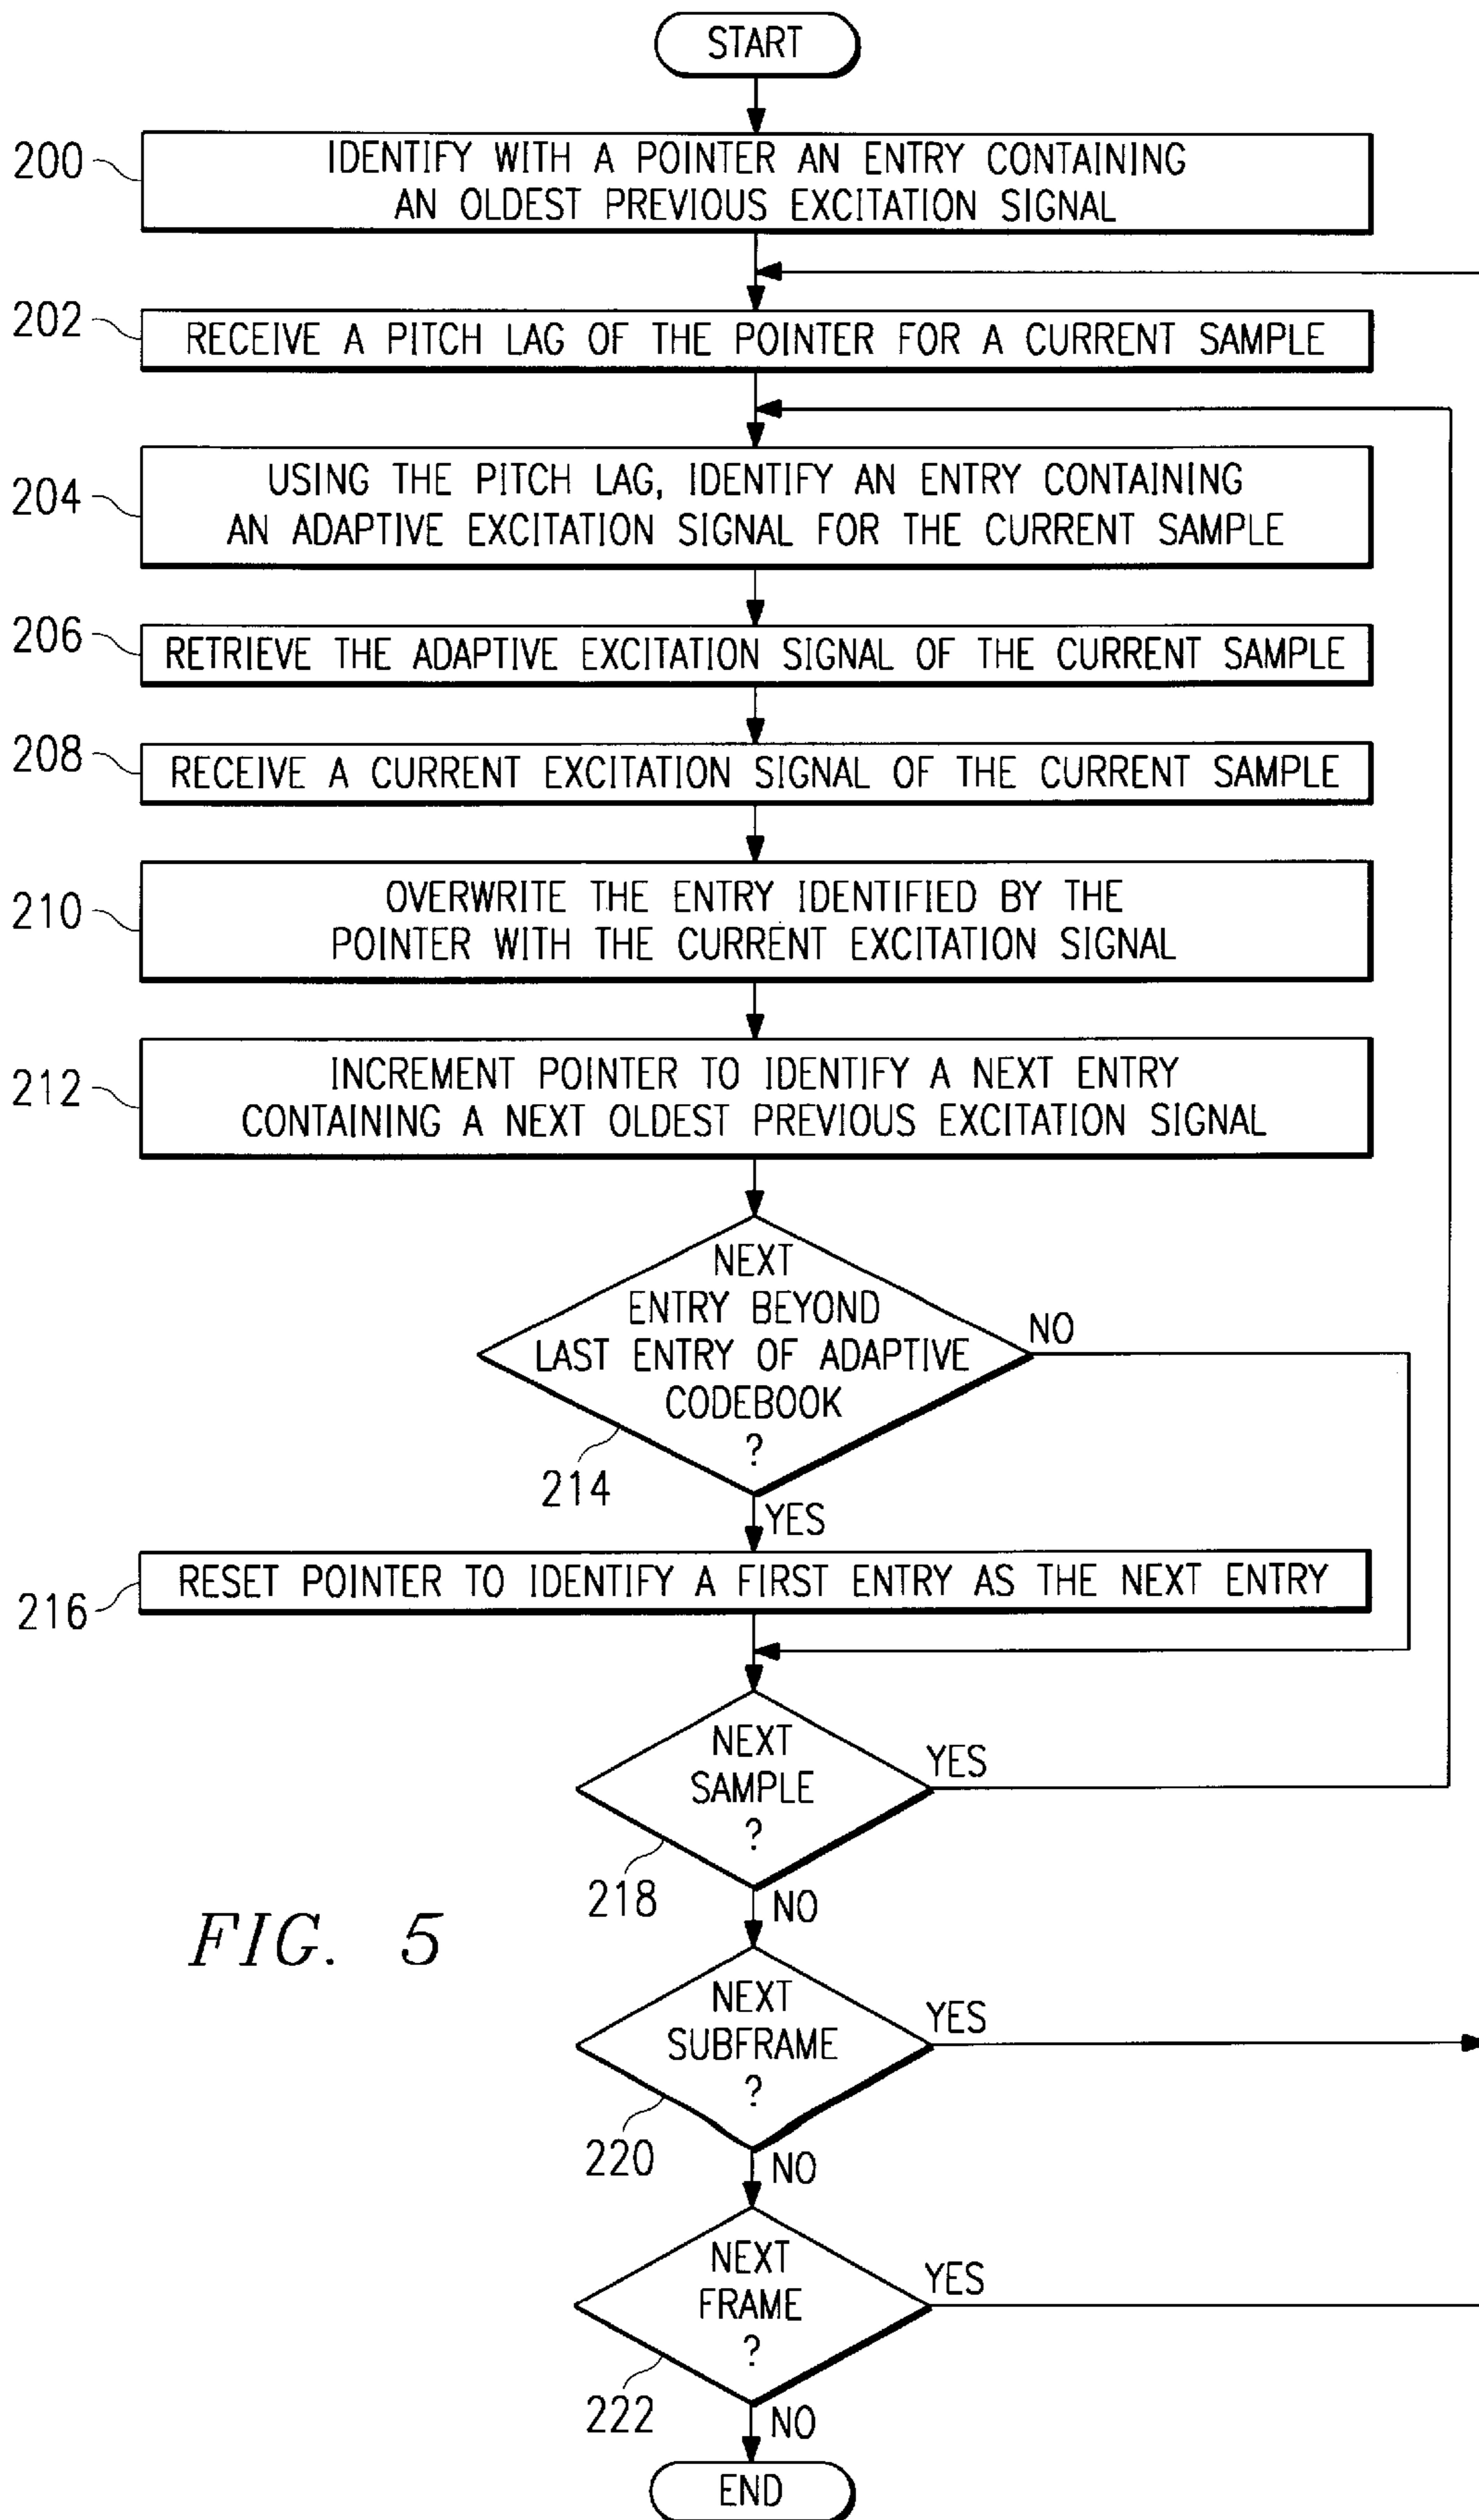 START
200
IDENTIFY WITH A POINTER AN ENTRY CONTAINING
AN OLDEST PREVIOUS EXCITATION SIGNAL
202
RECEIVE A PITCH LAG OF THE POINTER FOR A CURRENT SAMPLE
204
USING THE PITCH LAG, IDENTIFY AN ENTRY CONTAINING
AN ADAPTIVE EXCITATION SIGNAL FOR THE CURRENT SAMPLE
206
RETRIEVE THE ADAPTIVE EXCITATION SIGNAL OF THE CURRENT SAMPLE
208
RECEIVE A CURRENT EXCITATION SIGNAL OF THE CURRENT SAMPLE
210
OVERWRITE THE ENTRY IDENTIFIED BY THE
POINTER WITH THE CURRENT EXCITATION SIGNAL
212
INCREMENT POINTER TO IDENTIFY A NEXT ENTRY
CONTAINING A NEXT OLDEST PREVIOUS EXCITATION SIGNAL
NEXT
ENTRY BEYOND
LAST ENTRY OF ADAPTIVE
CODEBOOK
?
NO
214
YES
216
RESET POINTER TO IDENTIFY A FIRST ENTRY AS THE NEXT ENTRY
NEXT
SAMPLE
?
YES
218
NO
FIG. 5
NEXT
SUBFRAME
?
YES
220
NO
NEXT
FRAME
?
YES
222
NO
END